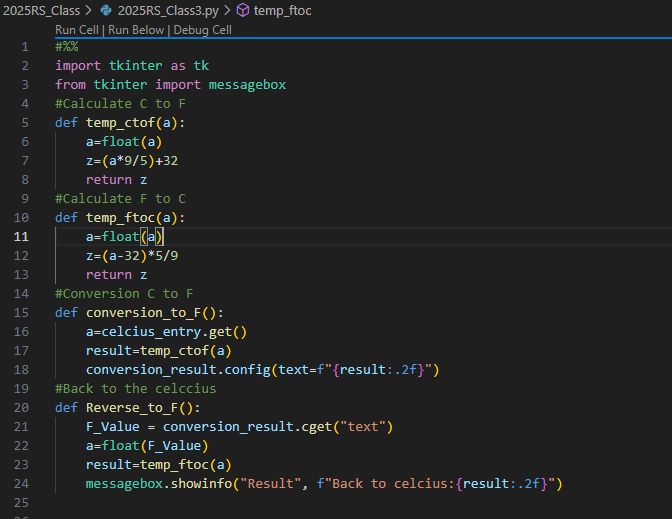 2025RS_Class > 2025RS_Class3.py > temp_ftoc
Run Cell | Run Below | Debug Cell
1 #%%
2 import tkinter as tk
3 from tkinter import messagebox
4 #Calculate C to F
5 def temp_ctof(a):
6     a=float(a)
7     z=(a*9/5)+32
8     return z
9 #Calculate F to C
10 def temp_ftoc(a):
11     a=float(a)
12     z=(a-32)*5/9
13     return z
14 #Conversion C to F
15 def conversion_to_F():
16     a=celcius_entry.get()
17     result=temp_ctof(a)
18     conversion_result.config(text=f"{result:.2f}")
19 #Back to the celccius
20 def Reverse_to_F():
21     F_Value = conversion_result.cget("text")
22     a=float(F_Value)
23     result=temp_ftoc(a)
24     messagebox.showinfo("Result", f"Back to celcius:{result:.2f}")
25